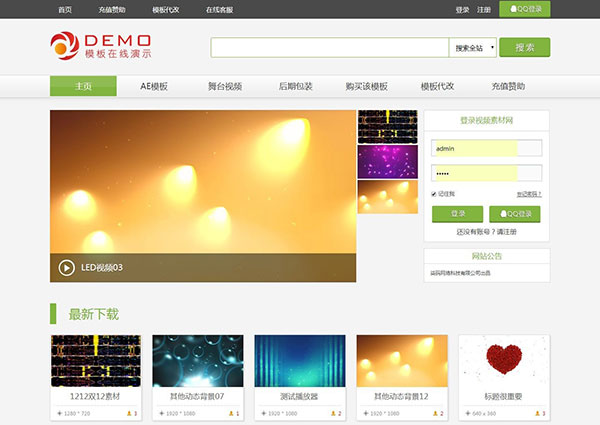 首页 充值赞助 模板代改 在线客服 登录 注册 QQ登录
DEMO
模板在线演示
搜索全站 搜索
主页 AE模板 舞台视频 后期包装 购买该模板 模板代改 充值赞助
登录视频素材网
admin
•••••
记住我 忘记密码？
登录 QQ登录
还没有账号？请注册
LED视频03
网站公告
最新下载
1212双12素材 其他动态背景07 测试播放器 其他动态背景12 标题很重要
1280 * 720 3 1920 * 1080 1 1920 * 1080 2 1920 * 1080 2 640 x 360 3